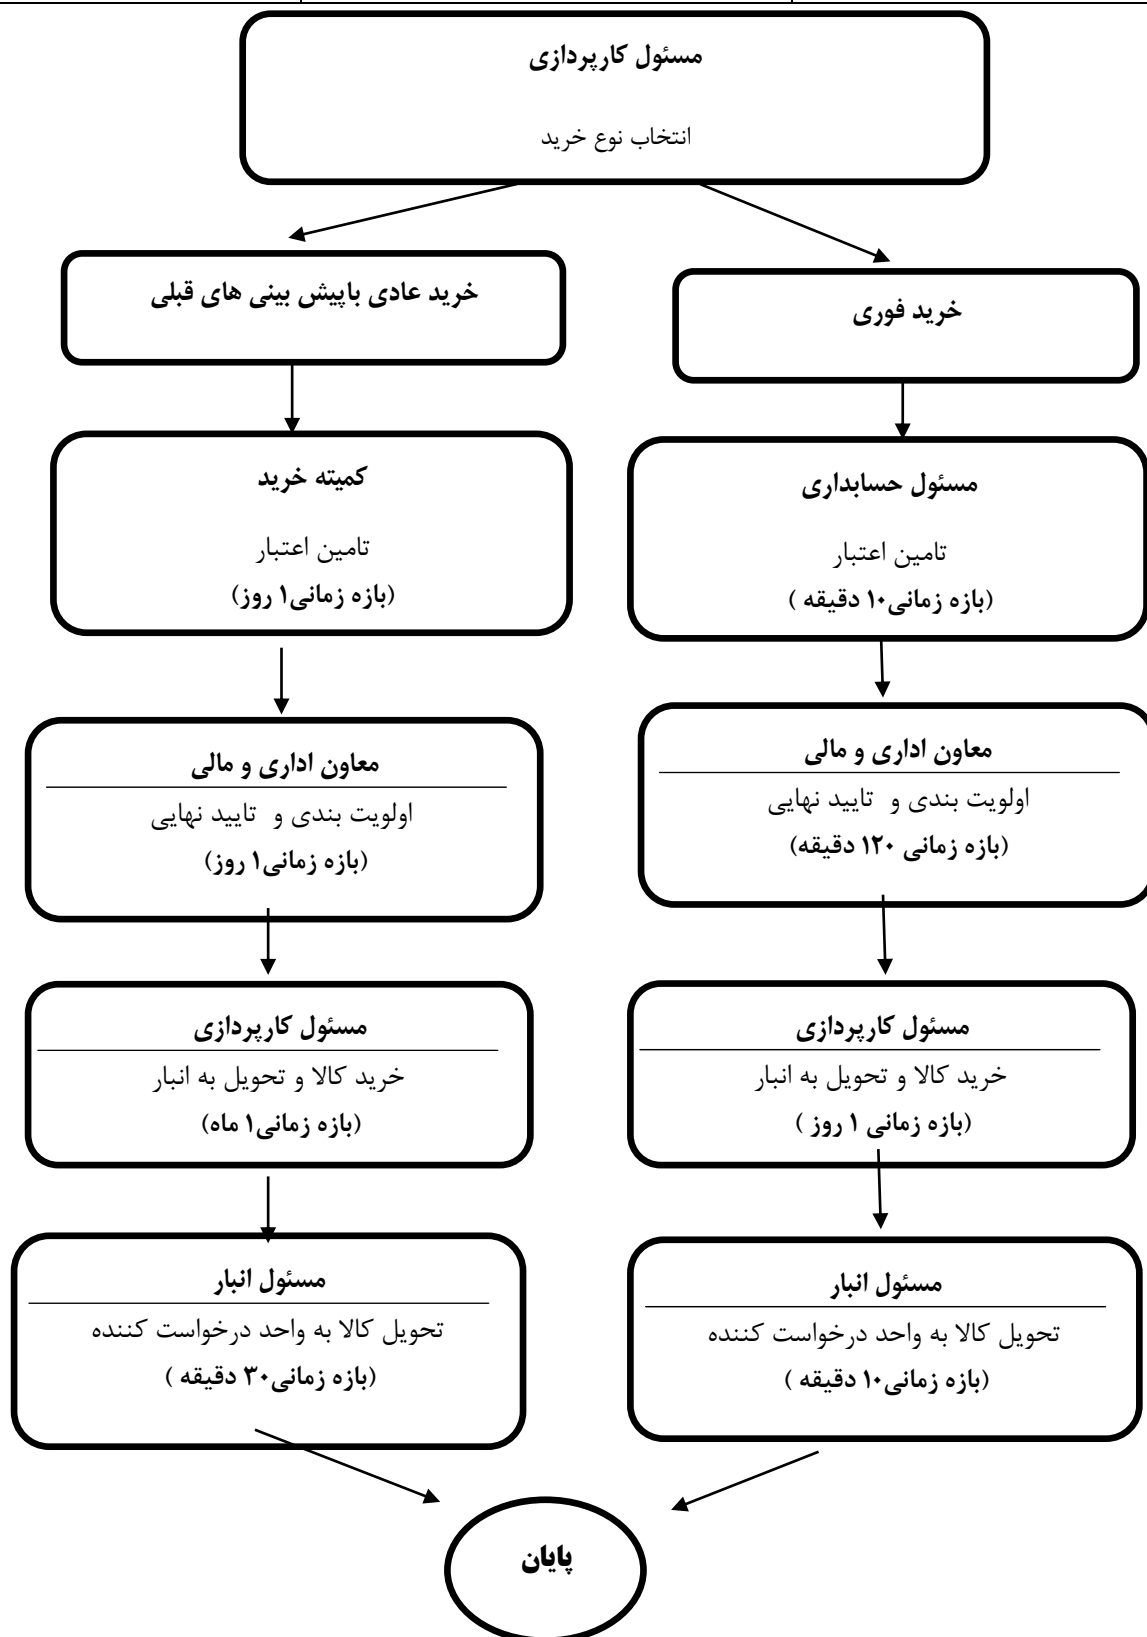 مسئول کارپردازی
انتخاب نوع خرید
خرید فوری
خرید عادی باپیش بینی های قبلی
مسئول حسابداری
تامین اعتبار
(بازه زمانی۱۰ دقیقه )
کمیته خرید
تامین اعتبار
(بازه زمانی۱ روز)
معاون اداری و مالی
اولویت بندی و  تایید نهایی
(بازه زمانی ۱۲۰ دقیقه)
معاون اداری و مالی
اولویت بندی و  تایید نهایی
(بازه زمانی۱ روز)
مسئول کارپردازی
خرید کالا و تحویل به انبار
(بازه زمانی ۱ روز )
مسئول کارپردازی
خرید کالا و تحویل به انبار
(بازه زمانی۱ ماه)
مسئول انبار
تحویل کالا به واحد درخواست کننده
(بازه زمانی۱۰ دقیقه )
مسئول انبار
تحویل کالا به واحد درخواست کننده
(بازه زمانی۳۰ دقیقه )
پایان